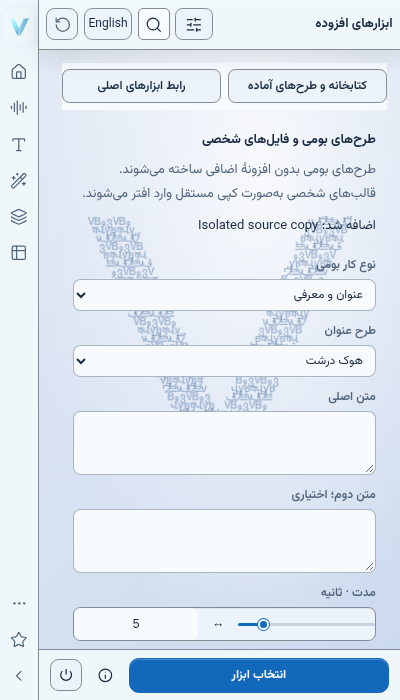 ابزارهای افزوده
English
کتابخانه و طرح‌های آماده
رابط ابزارهای اصلی
طرح‌های بومی و فایل‌های شخصی
طرح‌های بومی بدون افزونهٔ اضافی ساخته می‌شوند.
قالب‌های شخصی به‌صورت کپی مستقل وارد افتر می‌شوند.
اضافه شد: Isolated source copy
نوع کار بومی
عنوان و معرفی
طرح عنوان
هوک درشت
متن اصلی
متن دوم؛ اختیاری
مدت · ثانیه
5
انتخاب ابزار